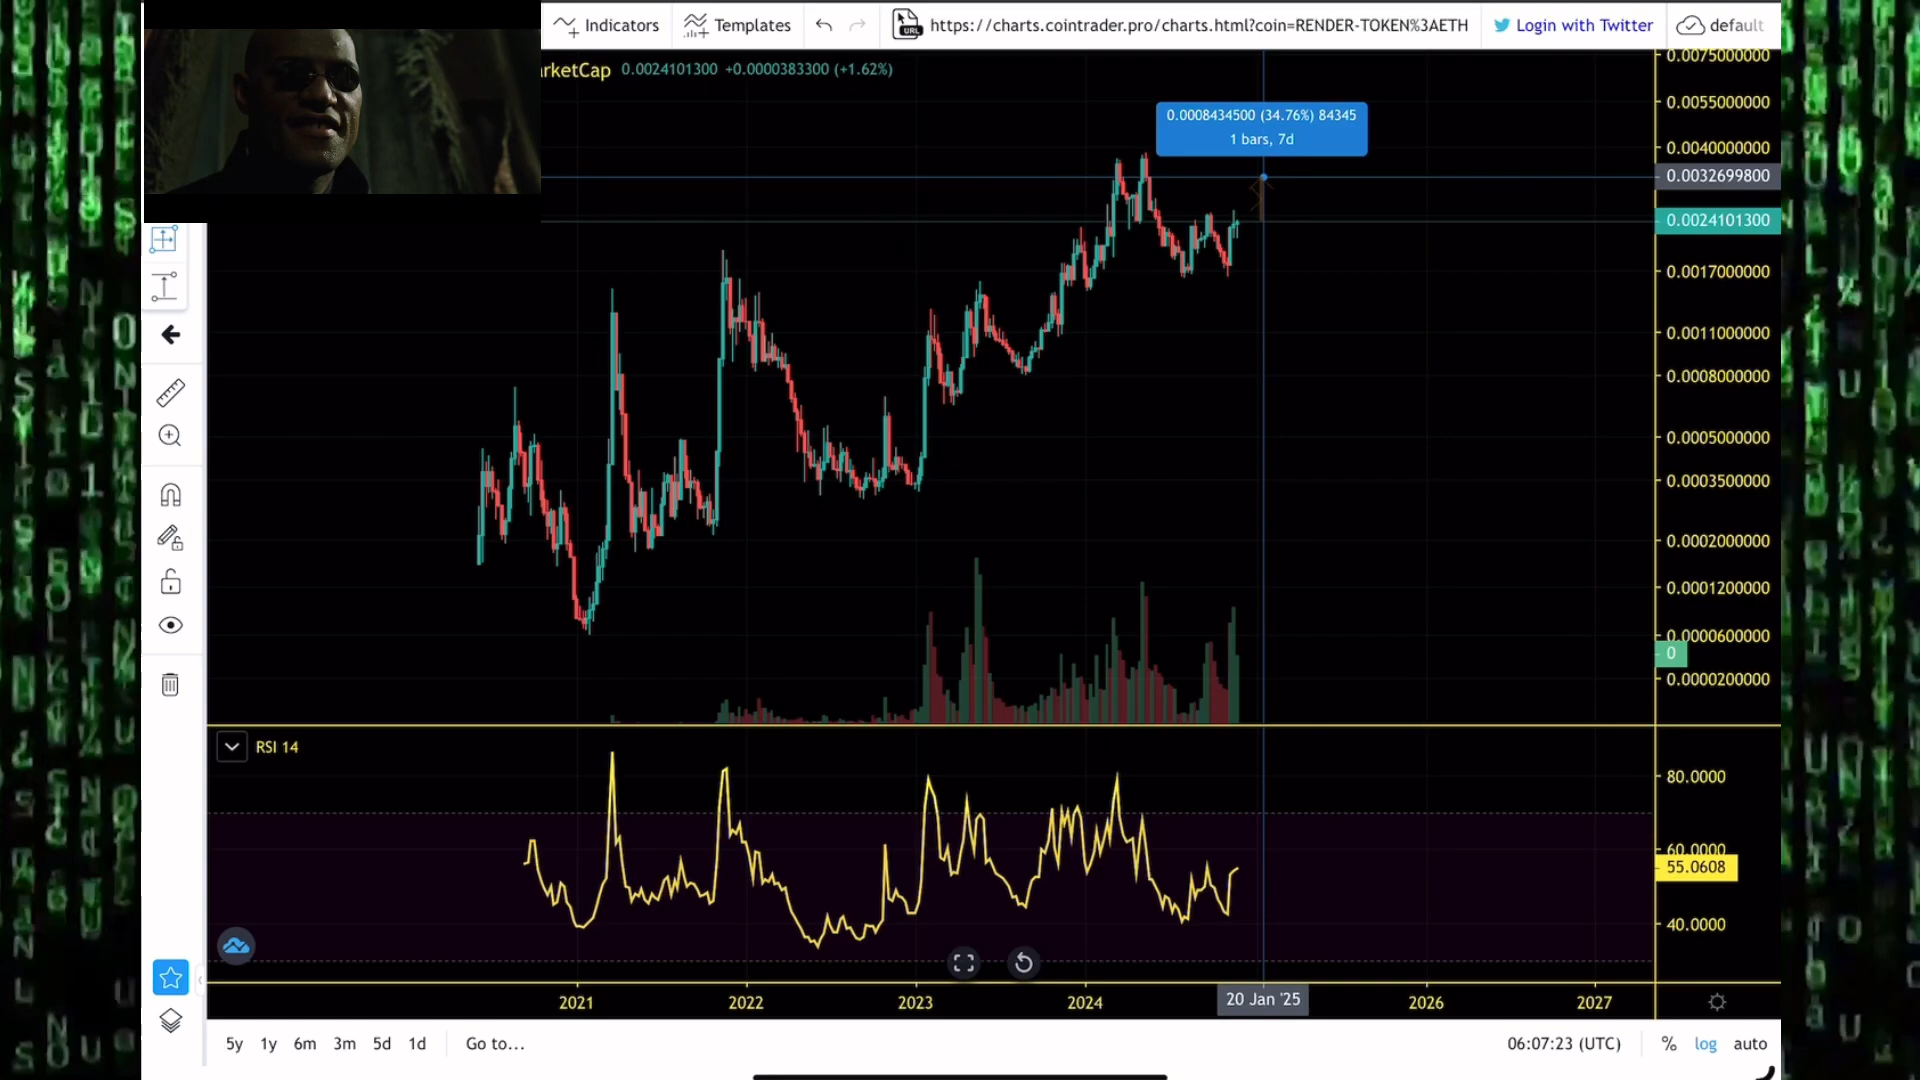 Indicators
Templates
https://charts.cointrader.pro/charts.html?coin=RENDER-TOKEN%3AETH
Login with Twitter
default
rketCap 0.0024101300 +0.0000383300 (+1.62%)
0.0008434500 (34.76%) 84345
1 bars, 7d
0.0075000000
0.0055000000
0.0040000000
0.0032699800
0.0024101300
0.0017000000
0.0011000000
0.0008000000
0.0005000000
0.0003500000
0.0002000000
0.0001200000
0.0000600000
0
0.0000200000
RSI 14
80.0000
60.0000
55.0608
40.0000
2021
2022
2023
2024
20 Jan '25
2026
2027
5y 1y 6m 3m 5d 1d Go to...
06:07:23 (UTC) % log auto